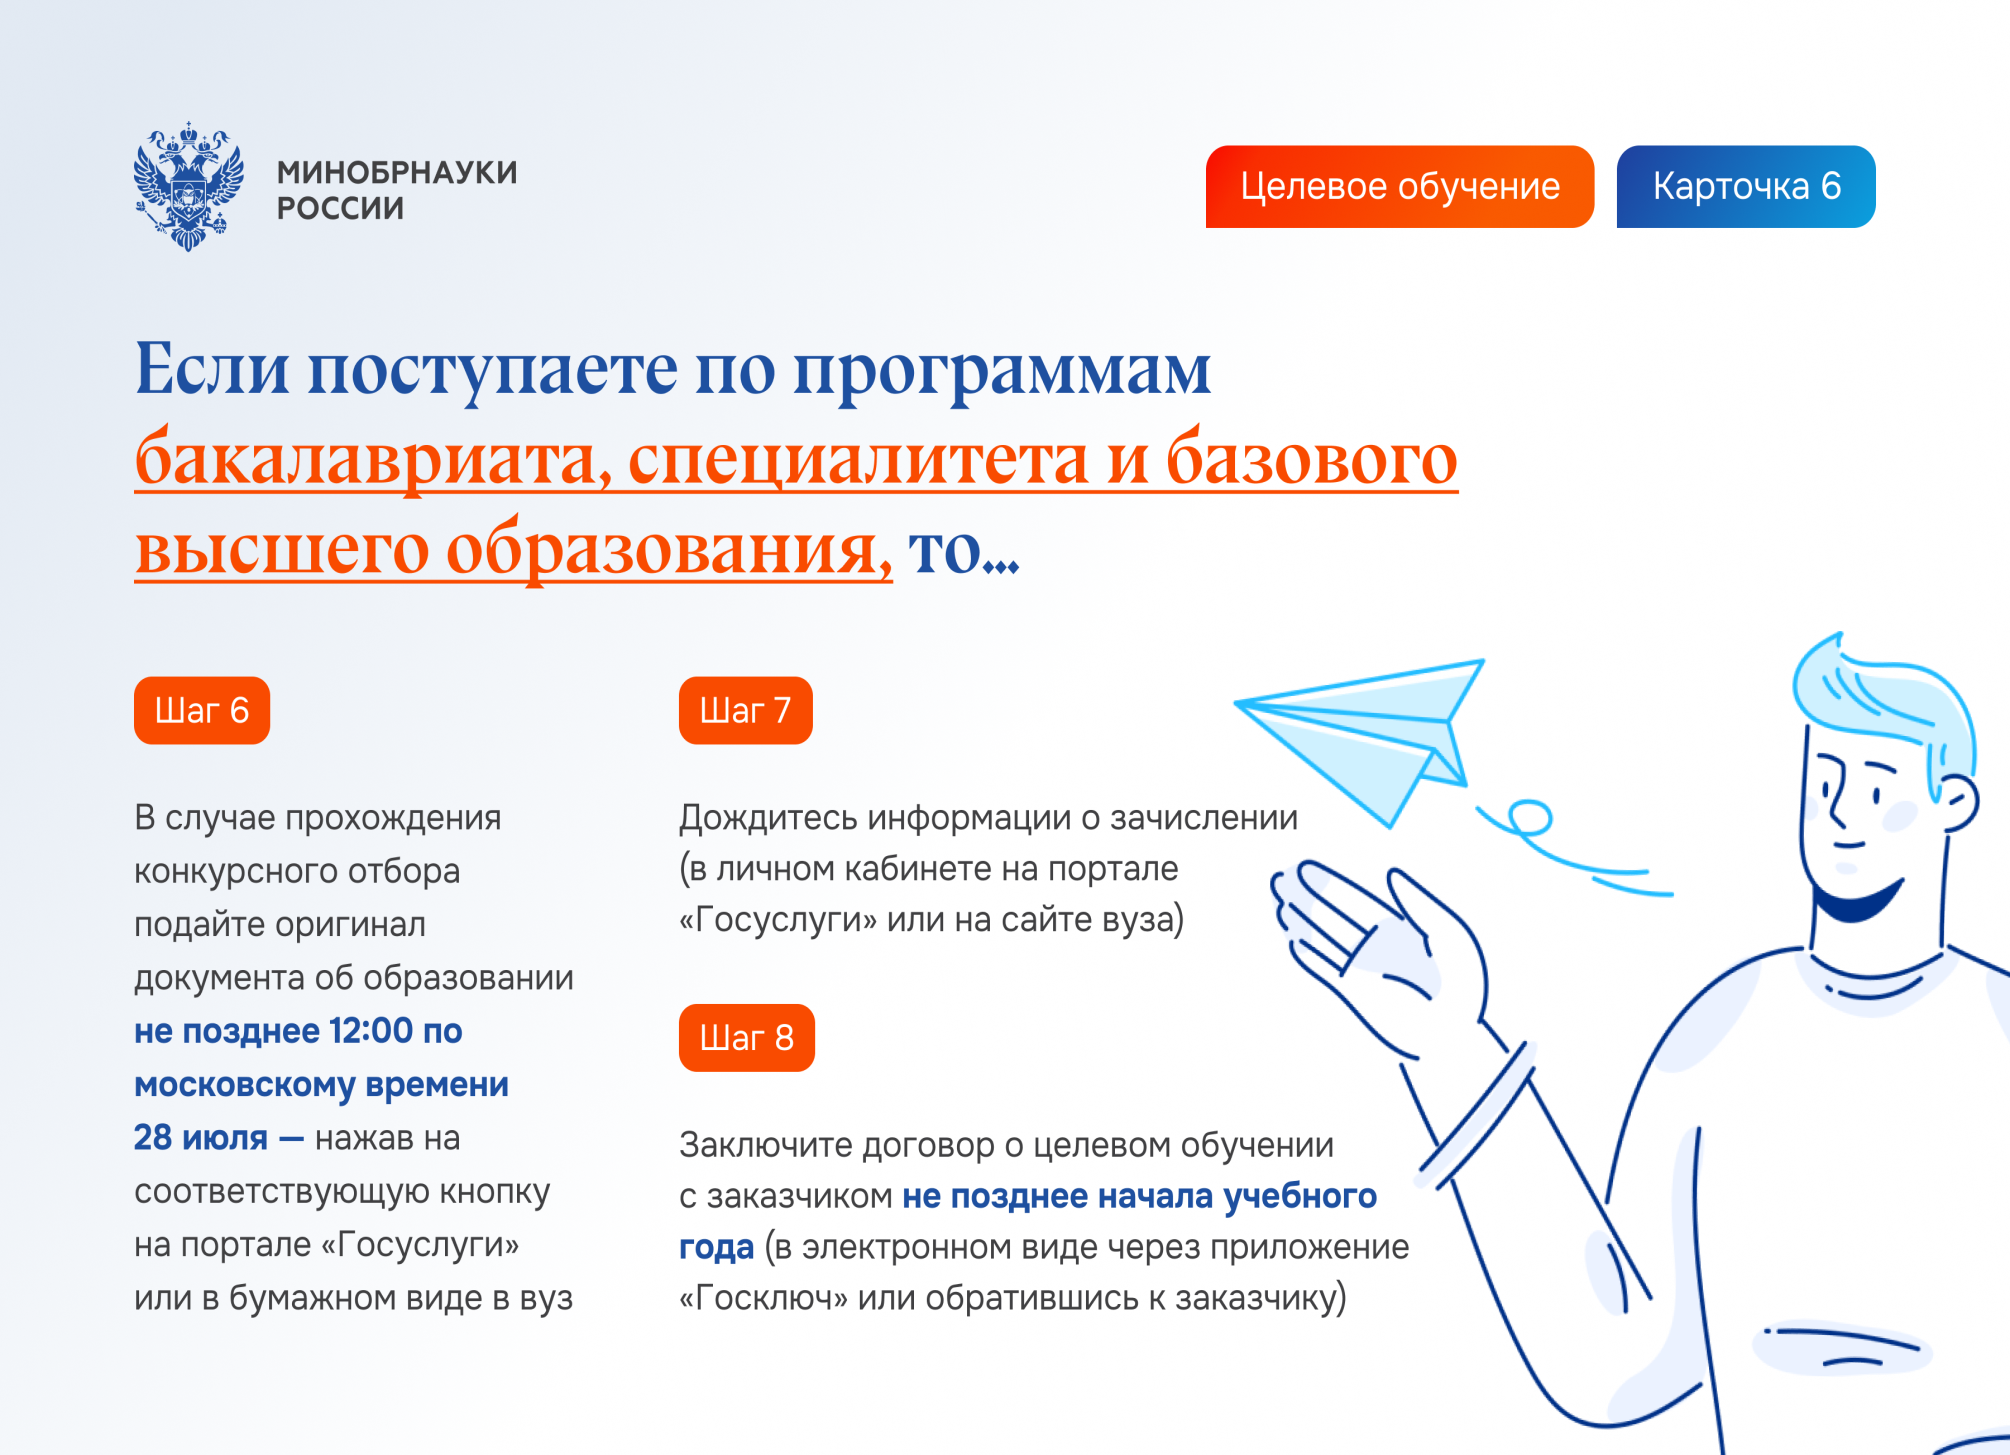 МИНОБРНАУКИ
РОССИИ
Целевое обучение
Карточка 6
Если поступаете по программам
бакалавриата, специалитета и базового
высшего образования, то...
Шаг 6
В случае прохождения
конкурсного отбора
подайте оригинал
документа об образовании
не позднее 12:00 по
московскому времени
28 июля — нажав на
соответствующую кнопку
на портале «Госуслуги»
или в бумажном виде в вуз
Шаг 7
Дождитесь информации о зачислении
(в личном кабинете на портале
«Госуслуги» или на сайте вуза)
Шаг 8
Заключите договор о целевом обучении
с заказчиком не позднее начала учебного
года (в электронном виде через приложение
«Госключ» или обратившись к заказчику)